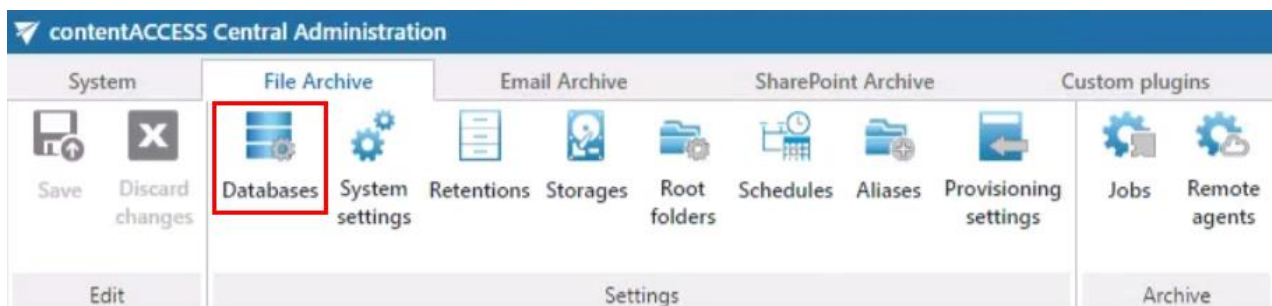 contentACCESS Central Administration
System File Archive Email Archive SharePoint Archive Custom plugins
Save Discard Databases System Retentions Storages Root Schedules Aliases Provisioning Jobs Remote
changes settings folders settings agents
Edit Settings Archive